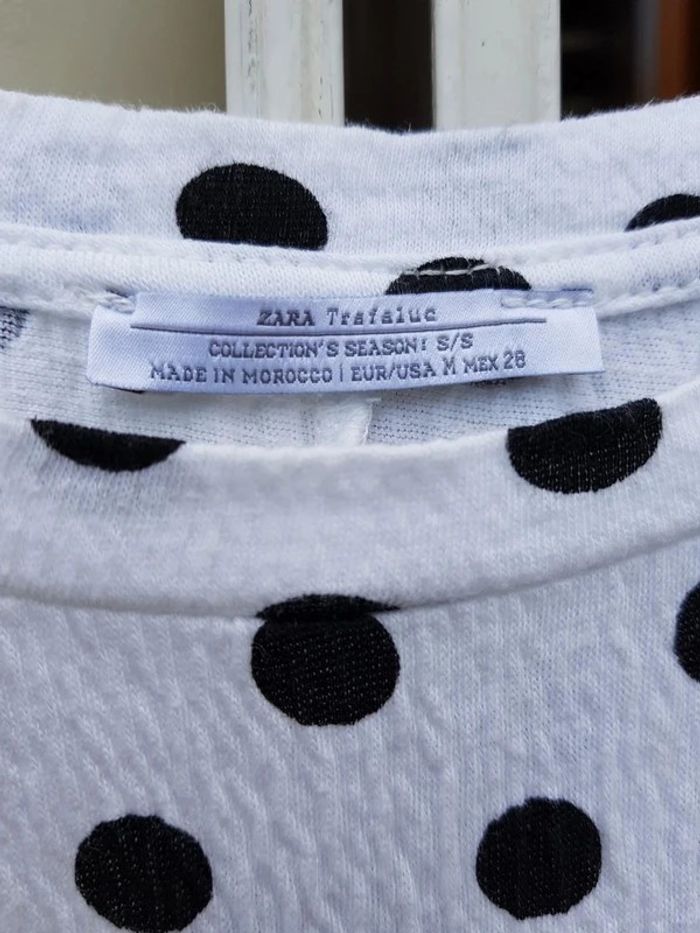 ZARA Trafaluc
COLLECTION'S SEASON: S/S
MADE IN MOROCCO | EUR/USA M MEX 28